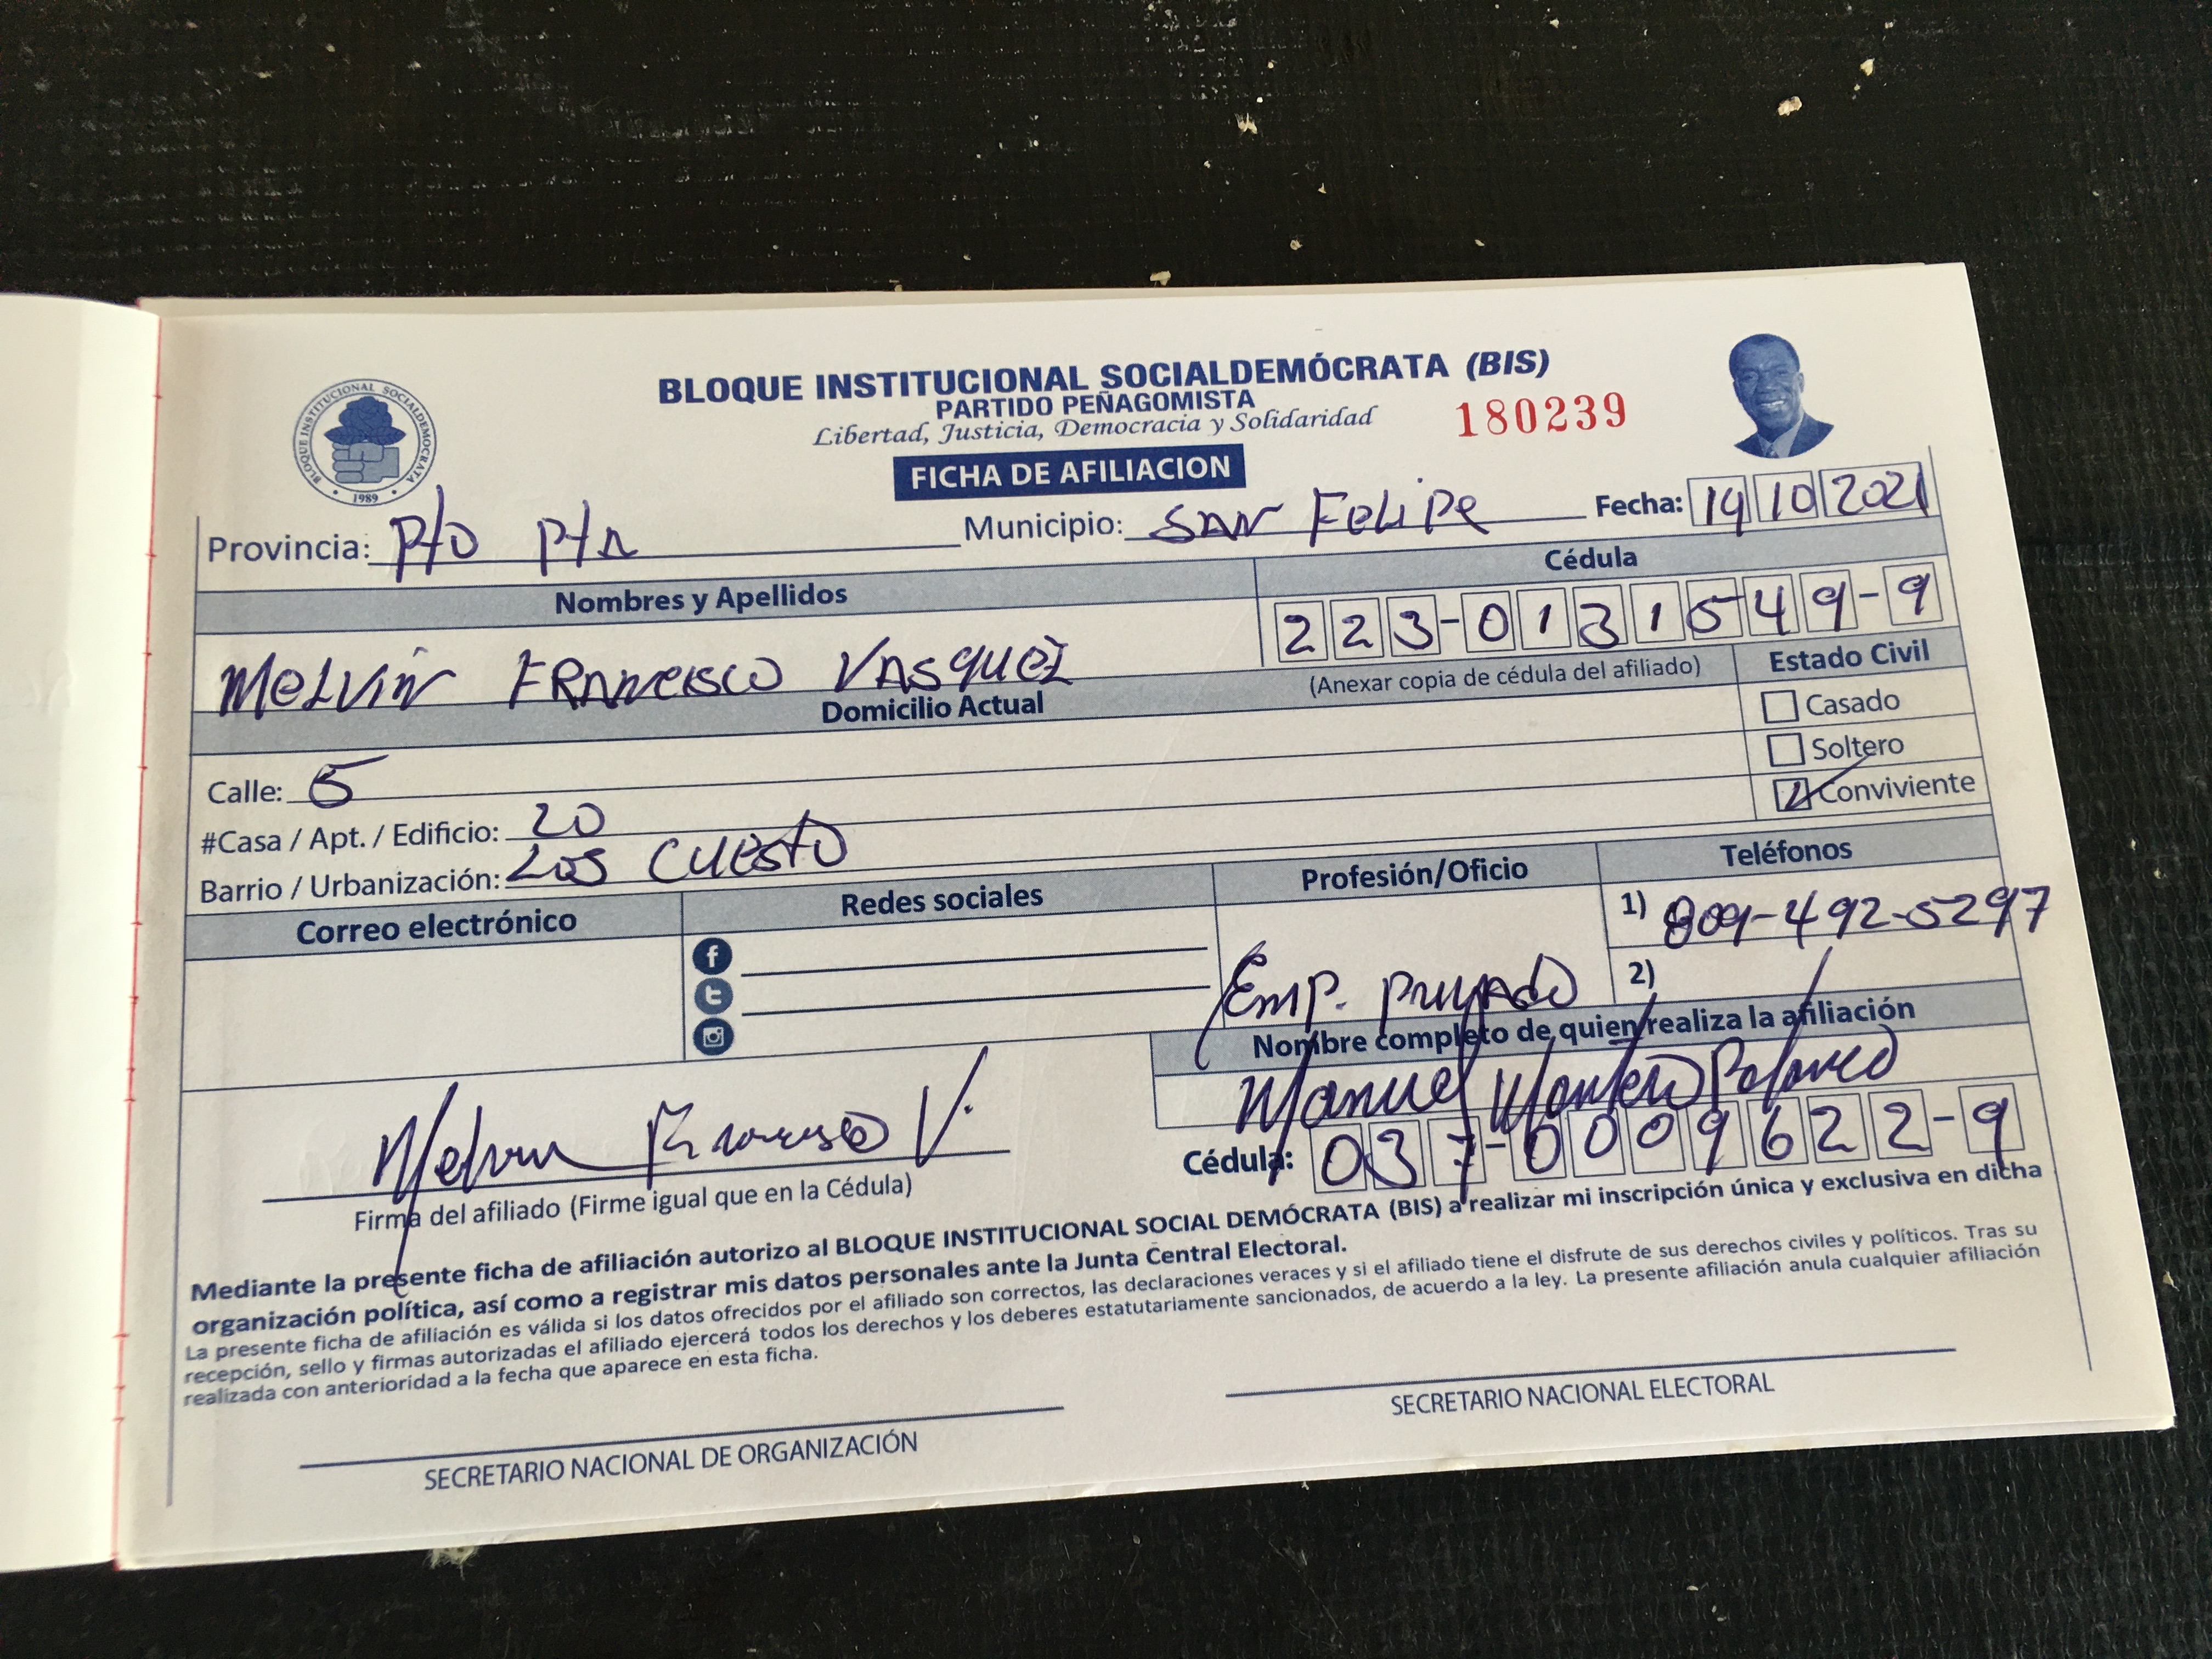 BLOQUE INSTITUCIONAL SOCIALDEMÓCRATA (BIS)
PARTIDO PEÑAGOMISTA
Libertad, Justicia, Democracia y Solidaridad
180239
BLOQUE INSTITUCIONAL SOCIALDEMOCRATA
1989
FICHA DE AFILIACION
Provincia: P/o P/A Municipio: SAN Felipe Fecha: 19 10 2021
Nombres y Apellidos Cédula
MELVIN FRANCISCO VASQUEZ 223-0131549-9
(Anexar copia de cédula del afiliado)
Domicilio Actual Estado Civil
Casado
Calle: 5 Soltero
#Casa / Apt. / Edificio: 20 Conviviente
Barrio / Urbanización: Los Cuesto
Correo electrónico Redes sociales Profesión/Oficio Teléfonos
1) 809-492-5297
Emp. privado 2)
Nombre completo de quien realiza la afiliación
Manuel Polanco
Melvin Francisco V.
Cédula: 037-0009622-9
Firma del afiliado (Firme igual que en la Cédula)
Mediante la presente ficha de afiliación autorizo al BLOQUE INSTITUCIONAL SOCIAL DEMÓCRATA (BIS) a realizar mi inscripción única y exclusiva en dicha
organización política, así como a registrar mis datos personales ante la Junta Central Electoral.
La presente ficha de afiliación es válida si los datos ofrecidos por el afiliado son correctos, las declaraciones veraces y si el afiliado tiene el disfrute de sus derechos civiles y políticos. Tras su
recepción, sello y firmas autorizadas el afiliado ejercerá todos los derechos y los deberes estatutariamente sancionados, de acuerdo a la ley. La presente afiliación anula cualquier afiliación
realizada con anterioridad a la fecha que aparece en esta ficha.
SECRETARIO NACIONAL DE ORGANIZACIÓN
SECRETARIO NACIONAL ELECTORAL